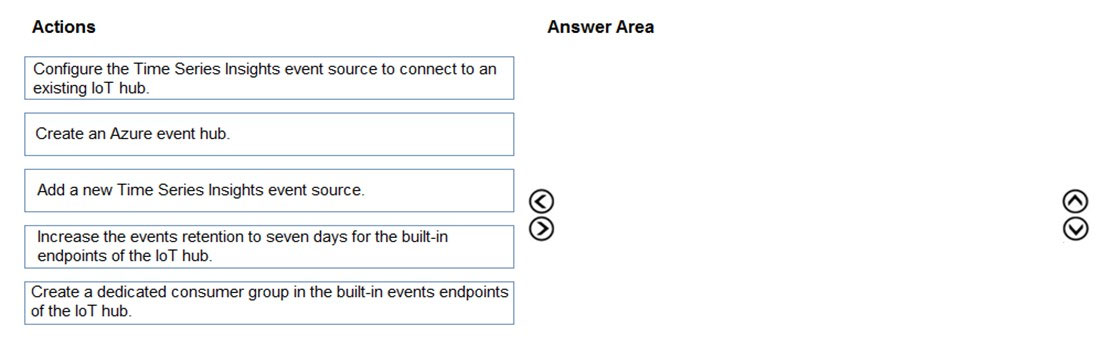 Actions
Answer Area
Configure the Time Series Insights event source to connect to an
existing IoT hub.
Create an Azure event hub.
Add a new Time Series Insights event source.
Increase the events retention to seven days for the built-in
endpoints of the IoT hub.
Create a dedicated consumer group in the built-in events endpoints
of the IoT hub.